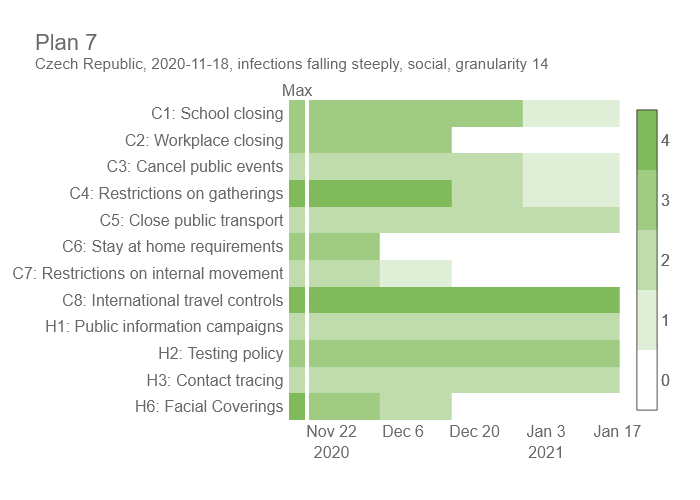 Plan 7
Czech Republic, 2020-11-18, infections falling steeply, social, granularity 14
Max
C1: School closing
C2: Workplace closing
C3: Cancel public events
C4: Restrictions on gatherings
C5: Close public transport
C6: Stay at home requirements
C7: Restrictions on internal movement
C8: International travel controls
H1: Public information campaigns
H2: Testing policy
H3: Contact tracing
H6: Facial Coverings
4
3
2
1
0
Nov 22 Dec 6 Dec 20 Jan 3 Jan 17
2020 2021